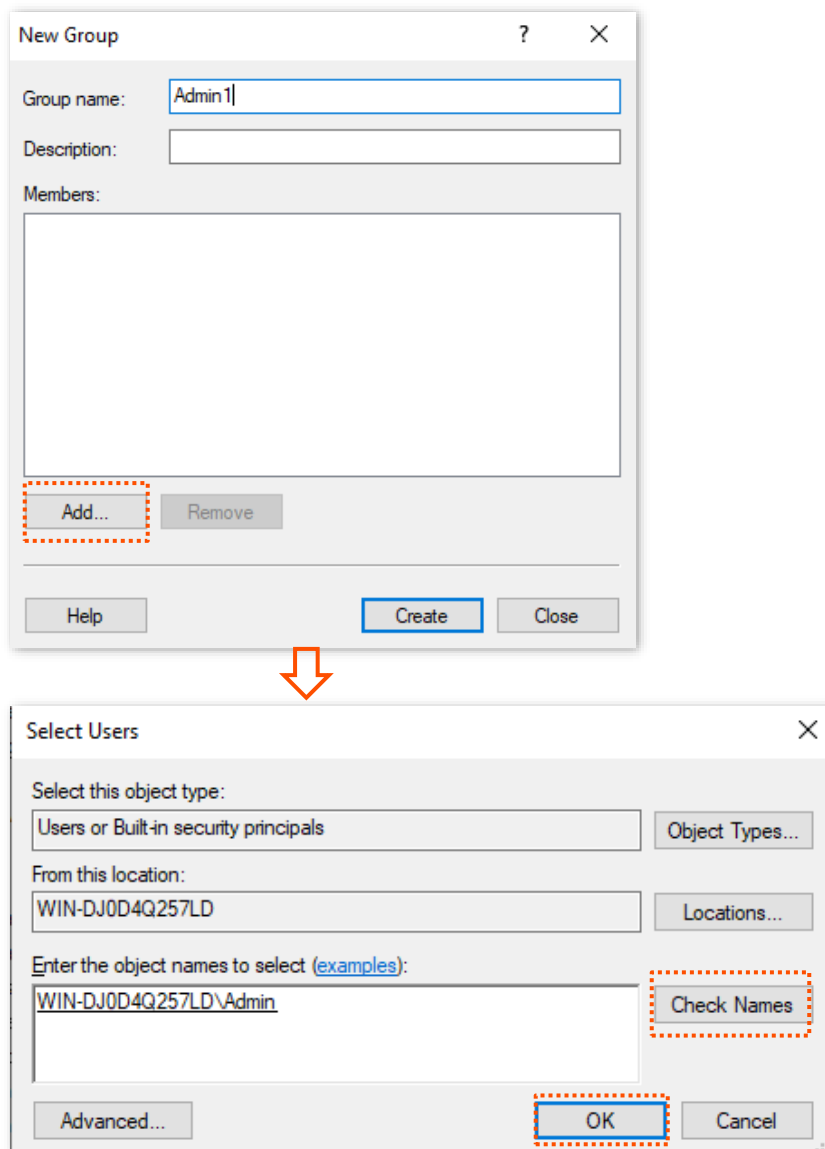 New Group ?
Group name: Admin1
Description:
Members:
Add... Remove
Help Create Close
Select Users
Select this object type:
Users or Built-in security principals Object Types...
From this location:
WIN-DJ0D4Q257LD Locations...
Enter the object names to select (examples):
WIN-DJ0D4Q257LD\Admin Check Names
Advanced... OK Cancel